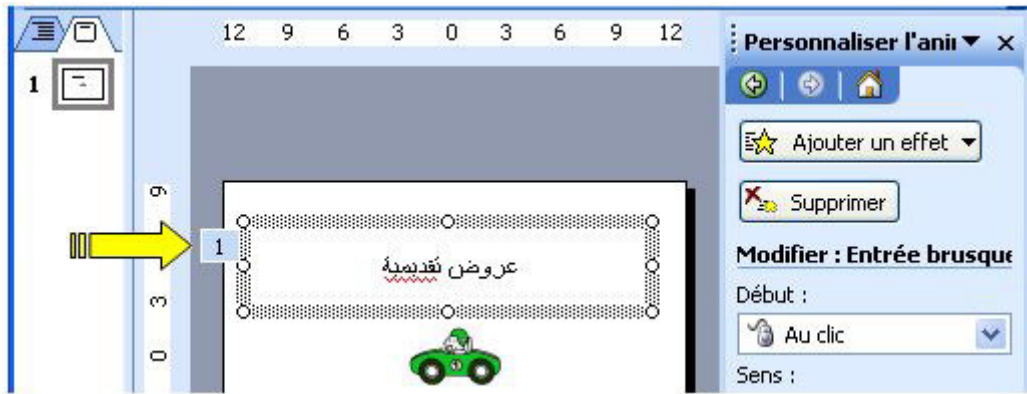 12 9 6 3 0 3 6 9 12
Personnaliser l'anii
1
Ajouter un effet
9
Supprimer
1
Modifier : Entrée brusque
عروض تقديمية
Début :
3
Au clic
0
Sens :